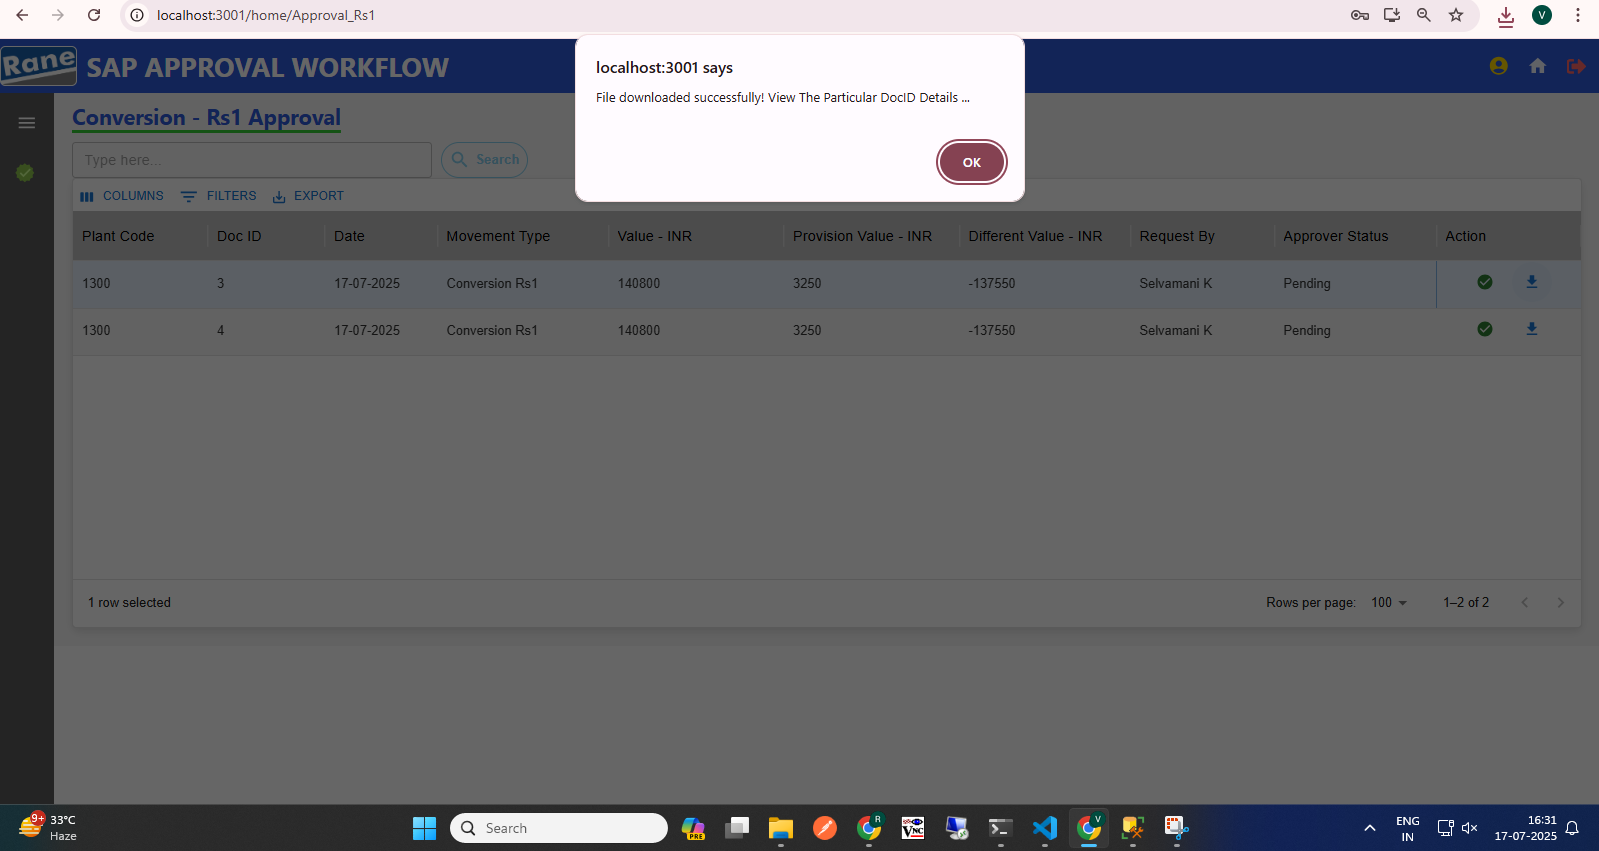 localhost:3001/home/Approval_Rs1
V
Rane
SAP APPROVAL WORKFLOW
localhost:3001 says
File downloaded successfully! View The Particular DocID Details ...
OK
Conversion - Rs1 Approval
Type here...
Search
COLUMNS FILTERS EXPORT
Plant Code Doc ID Date Movement Type Value - INR Provision Value - INR Different Value - INR Request By Approver Status Action
1300 3 17-07-2025 Conversion Rs1 140800 3250 -137550 Selvamani K Pending
1300 4 17-07-2025 Conversion Rs1 140800 3250 -137550 Selvamani K Pending
1 row selected
Rows per page: 100 1–2 of 2
9+
33°C
Haze
Search
PRE
R
VNC
V
ENG
IN
16:31
17-07-2025